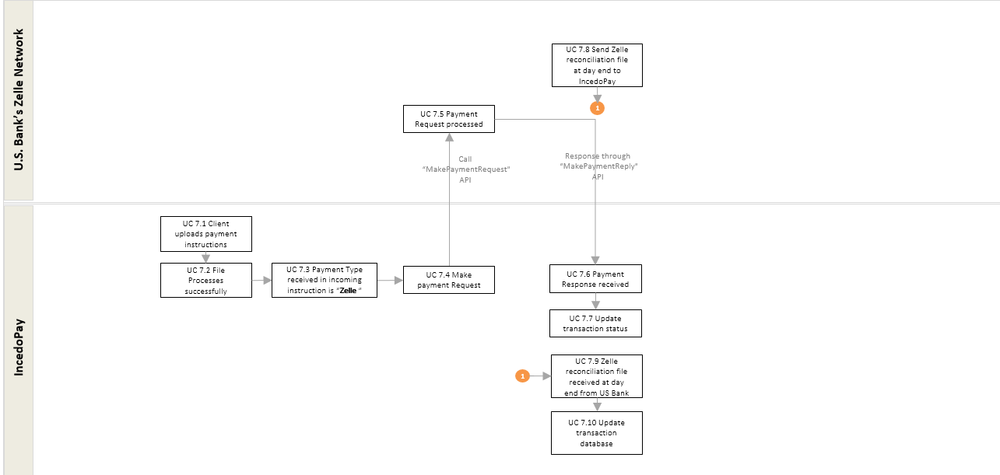 U.S. Bank's Zelle Network
UC 7.8 Send Zelle
reconciliation file
at day end to
IncedoPay
1
UC 7.5 Payment
Request processed
Call
“MakePaymentRequest”
API
Response through
“MakePaymentReply”
API
IncedoPay
UC 7.1 Client
uploads payment
instructions
UC 7.2 File
Processes
successfully
UC 7.3 Payment Type
received in incoming
instruction is “Zelle “
UC 7.4 Make
payment Request
UC 7.6 Payment
Response received
UC 7.7 Update
transaction status
1
UC 7.9 Zelle
reconciliation file
received at day
end from US Bank
UC 7.10 Update
transaction
database